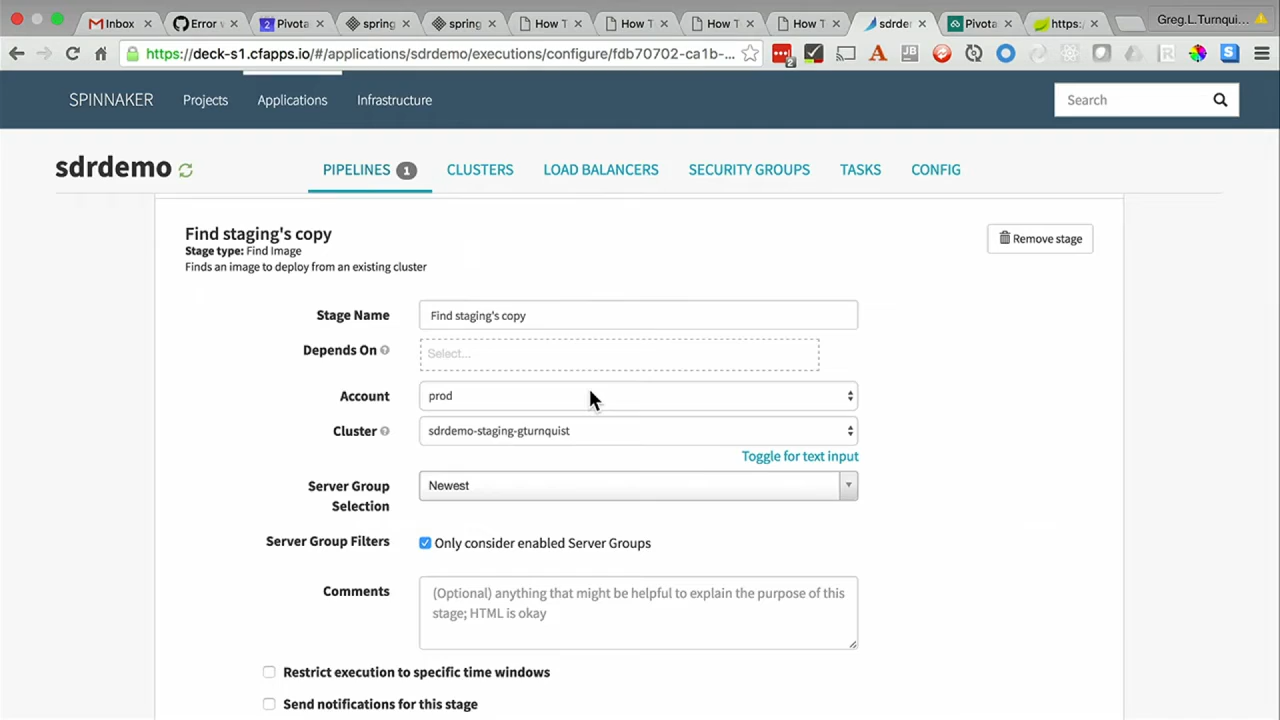 Inbox
Error
Pivota
spring
spring
How T
How T
How T
How T
sdrde
Pivota
https:/
Greg.L.Turnqui...
https://deck-s1.cfapps.io/#/applications/sdrdemo/executions/configure/fdb70702-ca1b-...
2
JB
SPINNAKER
Projects
Applications
Infrastructure
Search
sdrdemo
PIPELINES 1
CLUSTERS
LOAD BALANCERS
SECURITY GROUPS
TASKS
CONFIG
Find staging's copy
Stage type: Find Image
Finds an image to deploy from an existing cluster
Remove stage
Stage Name
Find staging's copy
Depends On
Select...
Account
prod
Cluster
sdrdemo-staging-gturnquist
Toggle for text input
Server Group
Selection
Newest
Server Group Filters
Only consider enabled Server Groups
Comments
(Optional) anything that might be helpful to explain the purpose of this
stage; HTML is okay
Restrict execution to specific time windows
Send notifications for this stage